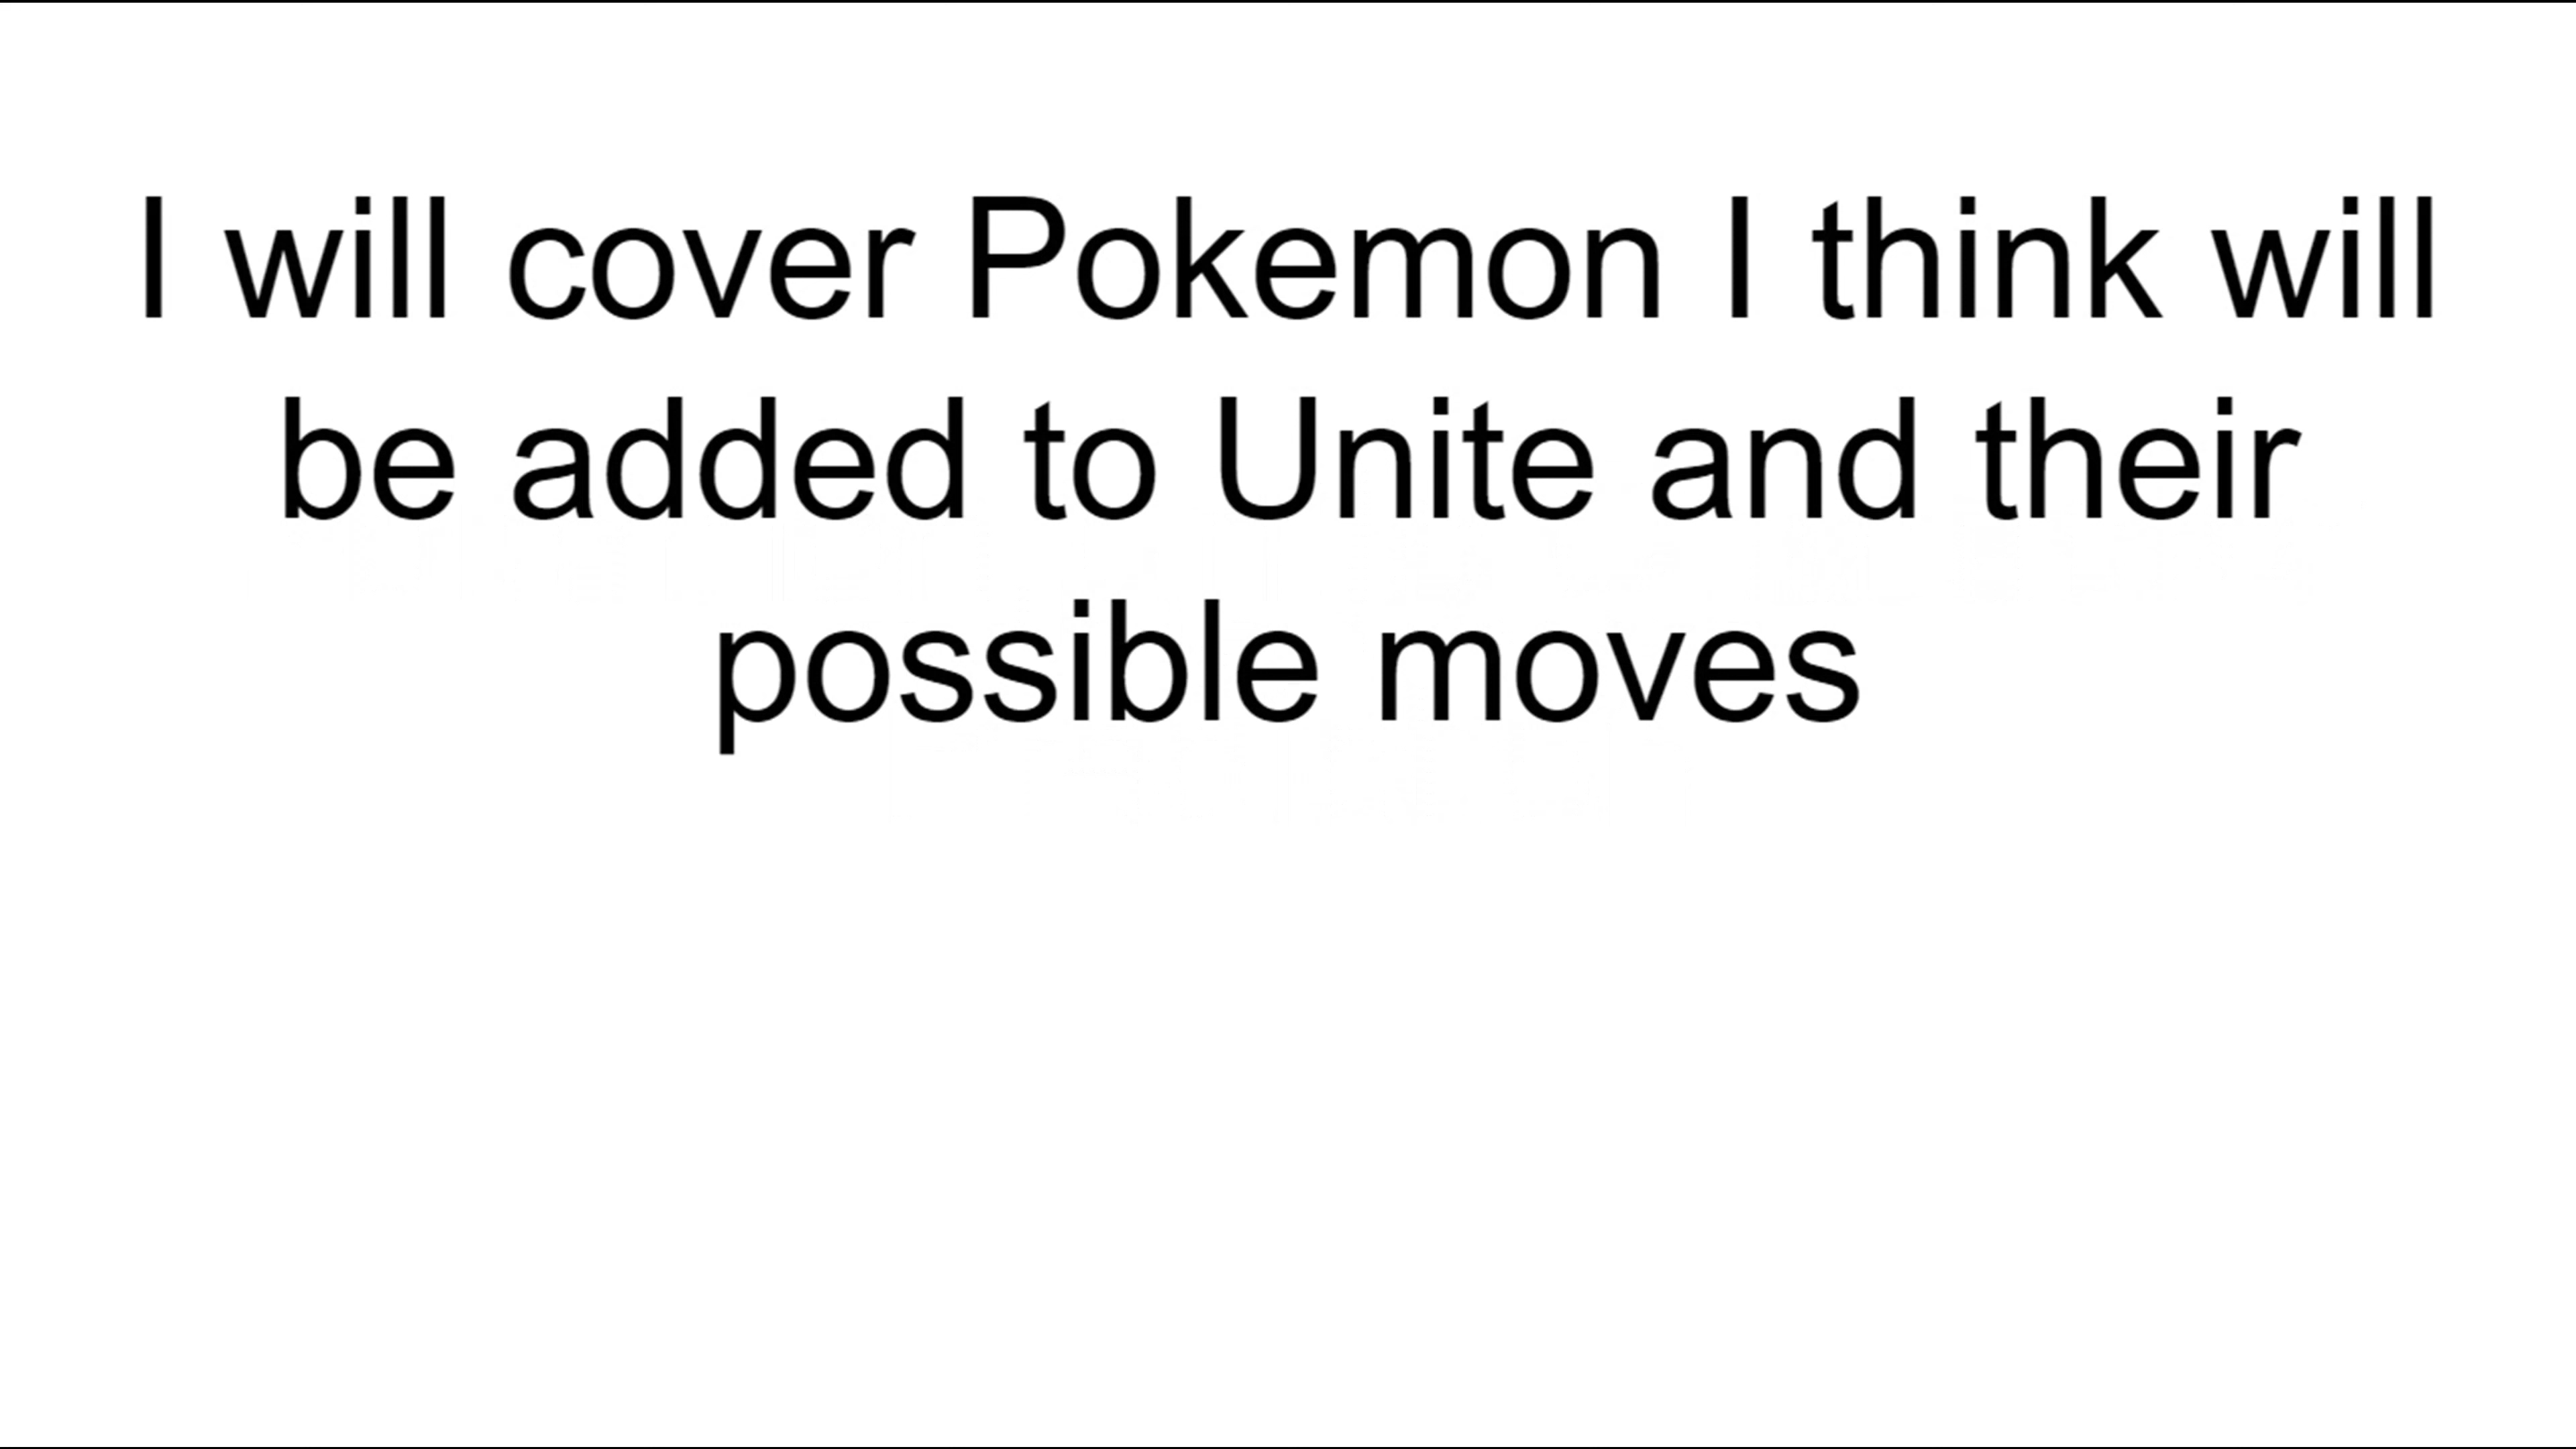 I will cover Pokemon I think will
be added to Unite and their
possible moves